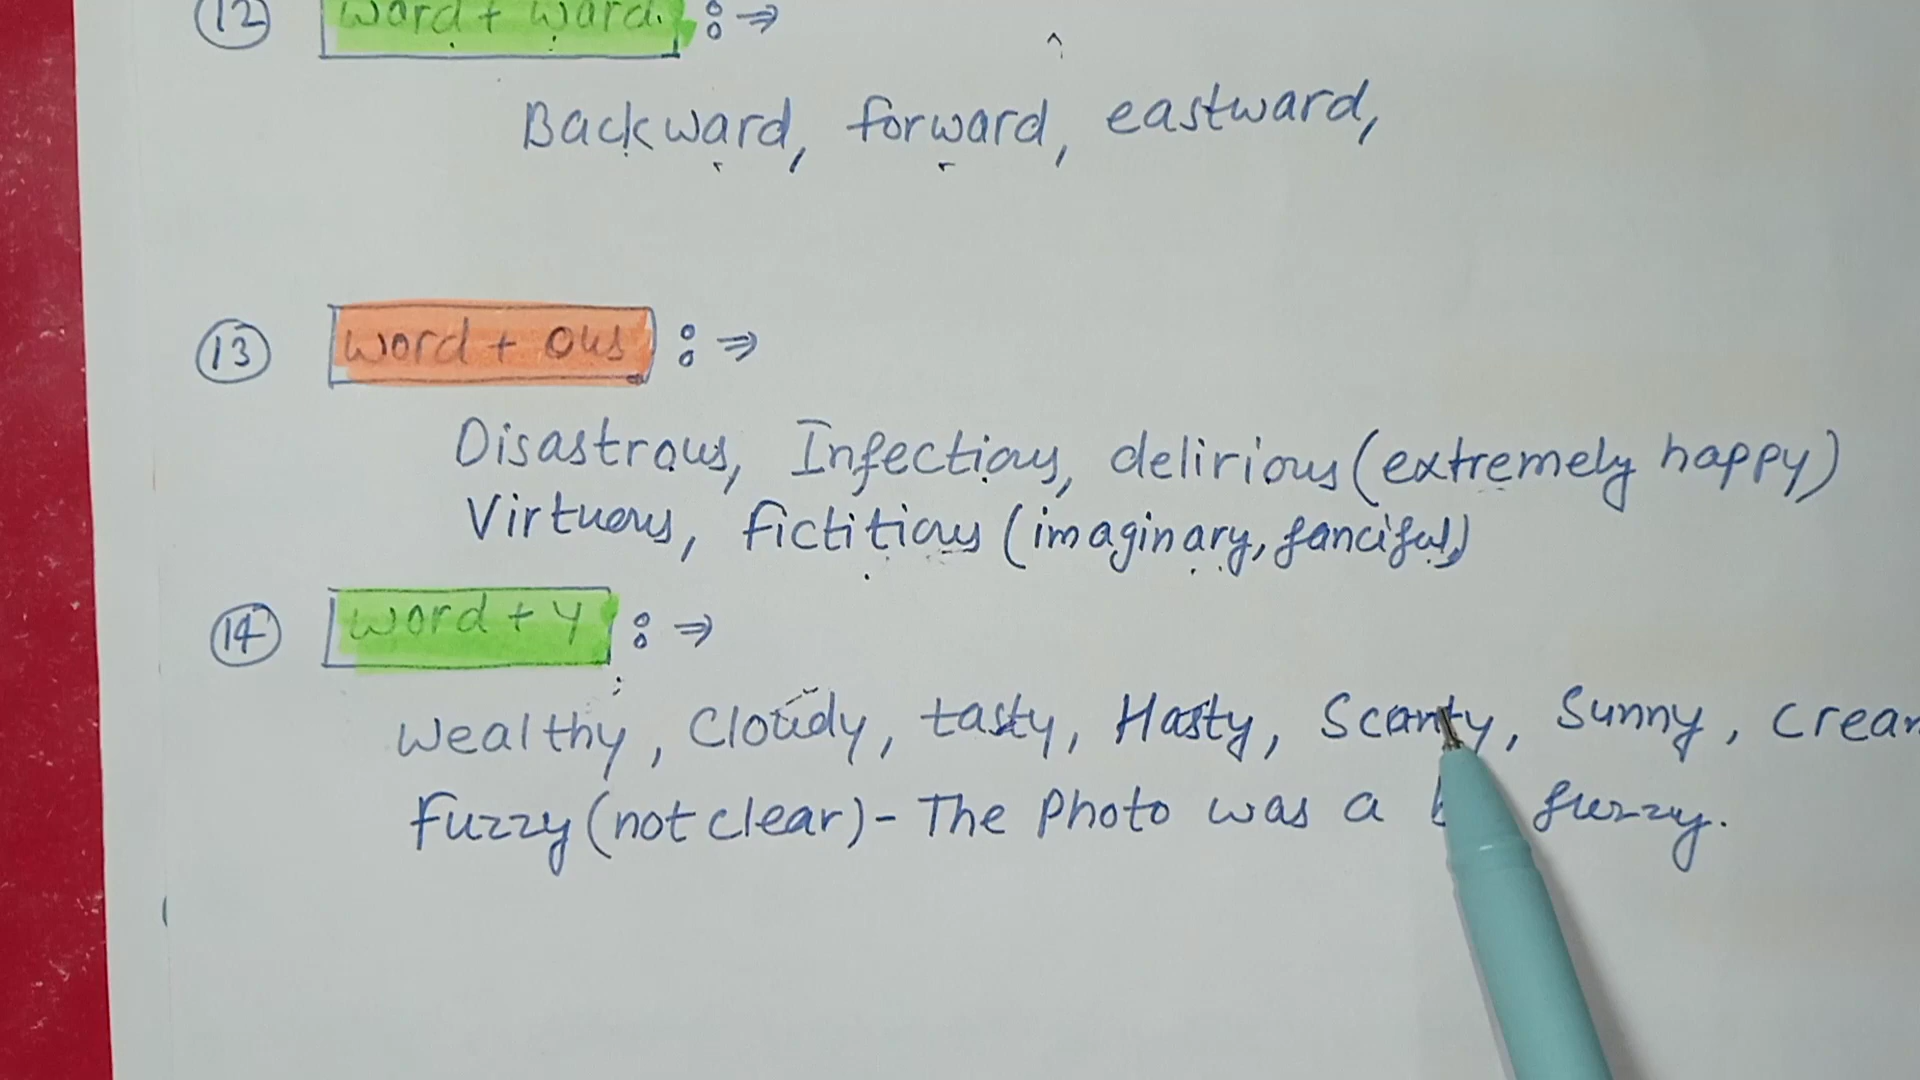 12 word + ward :⇒
Backward, forward, eastward,
13 word + ous :⇒
Disastrous, Infectious, delirious (extremely happy)
Virtuous, fictitious (imaginary, fanciful)
14 word + y :⇒
Wealthy, Cloudy, tasty, Hasty, Scanty, Sunny,
Fuzzy (not clear) - The Photo was a fuzzy.